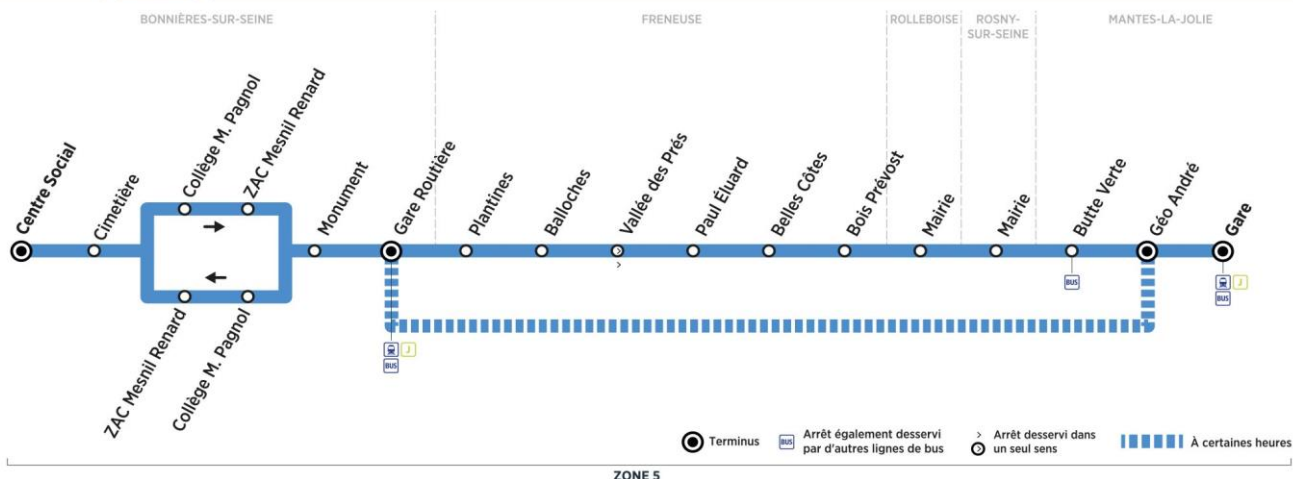 BONNIÈRES-SUR-SEINE
FRENEUSE
ROLLEBOISE
ROSNY-
SUR-SEINE
MANTES-LA-JOLIE
Centre Social
Cimetière
Collège M. Pagnol
ZAC Mesnil Renard
ZAC Mesnil Renard
Collège M. Pagnol
Monument
Gare Routière
Plantines
Balloches
Vallée des Prés
Paul Éluard
Belles Côtes
Bois Prévost
Mairie
Mairie
Butte Verte
Géo André
Gare
J
BUS
BUS
J
BUS
Terminus
BUS
Arrêt également desservi
par d'autres lignes de bus
Arrêt desservi dans
un seul sens
À certaines heures
ZONE 5